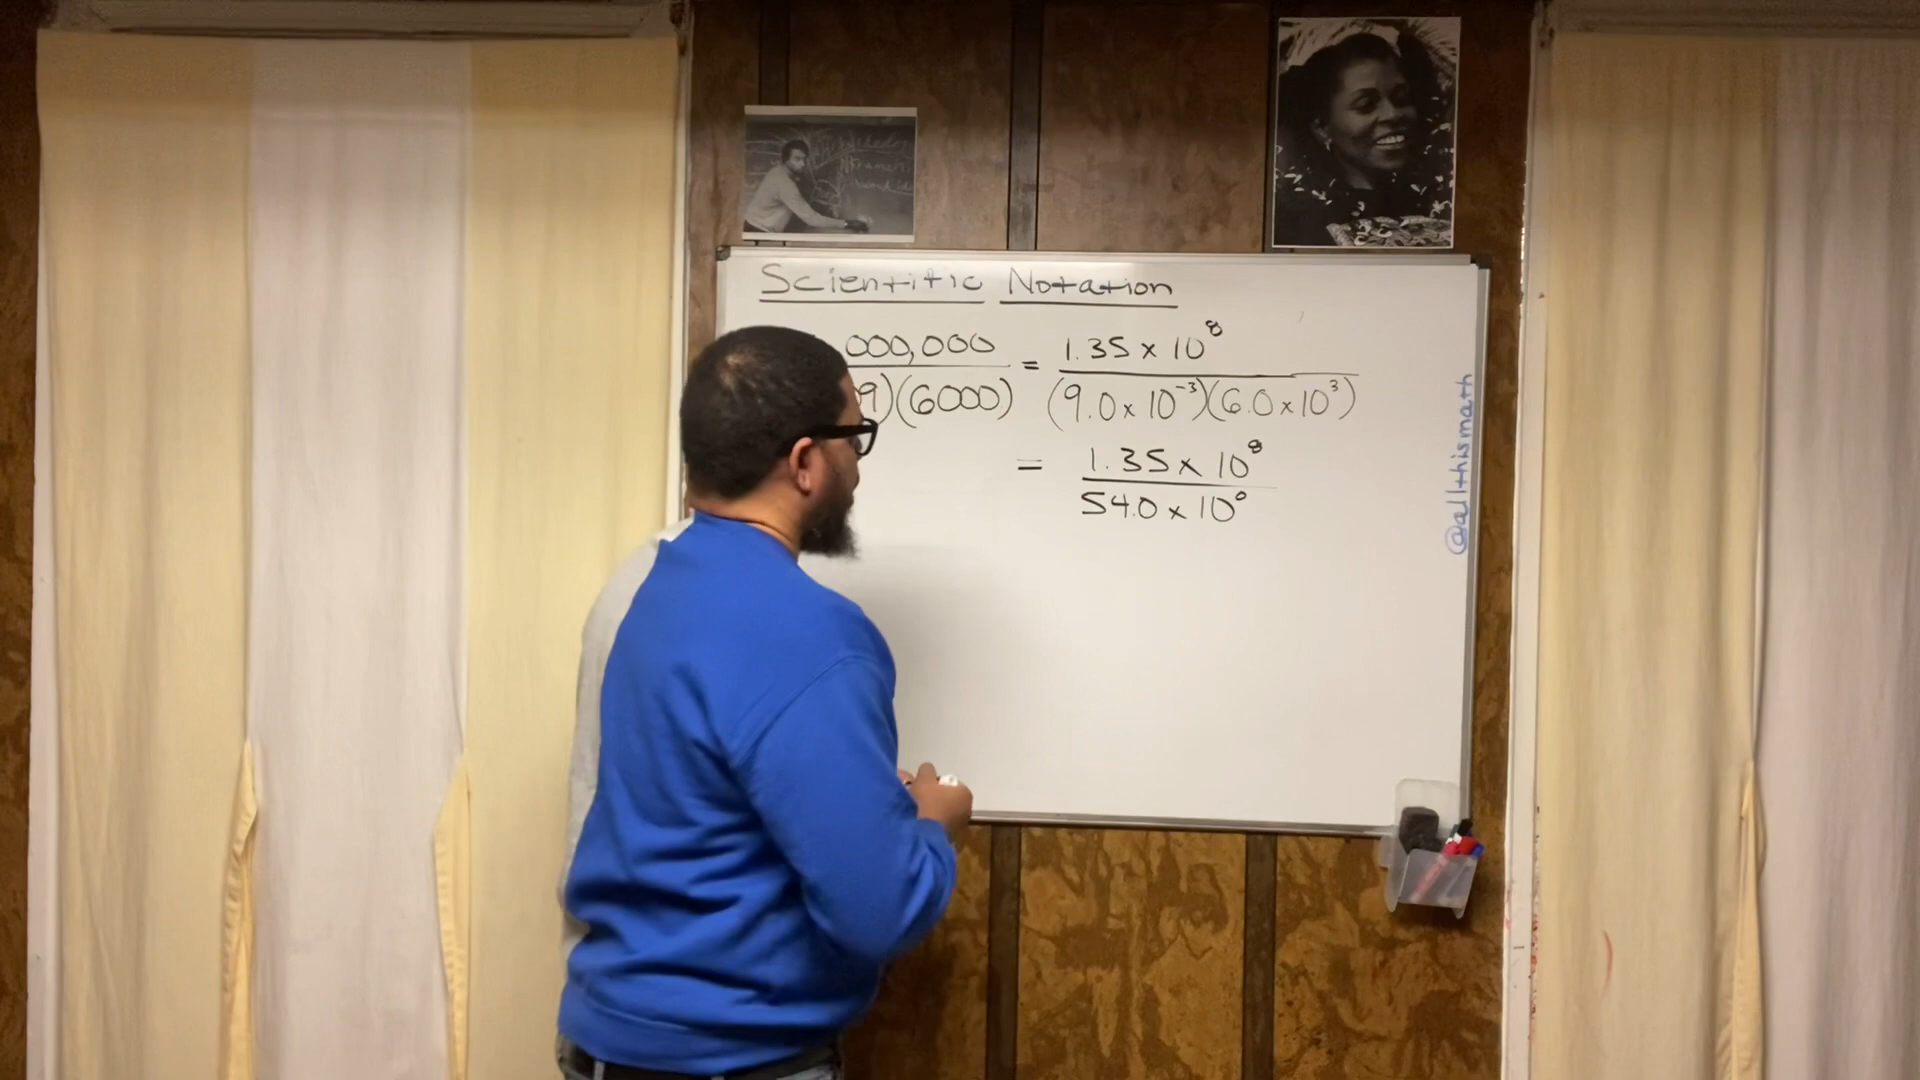 Scientific Notation
000,000 = 1.35 x 10⁸
9)(6000) (9.0 x 10⁻³)(6.0 x 10³)
= 1.35 x 10⁸
54.0 x 10⁰
@allthismath